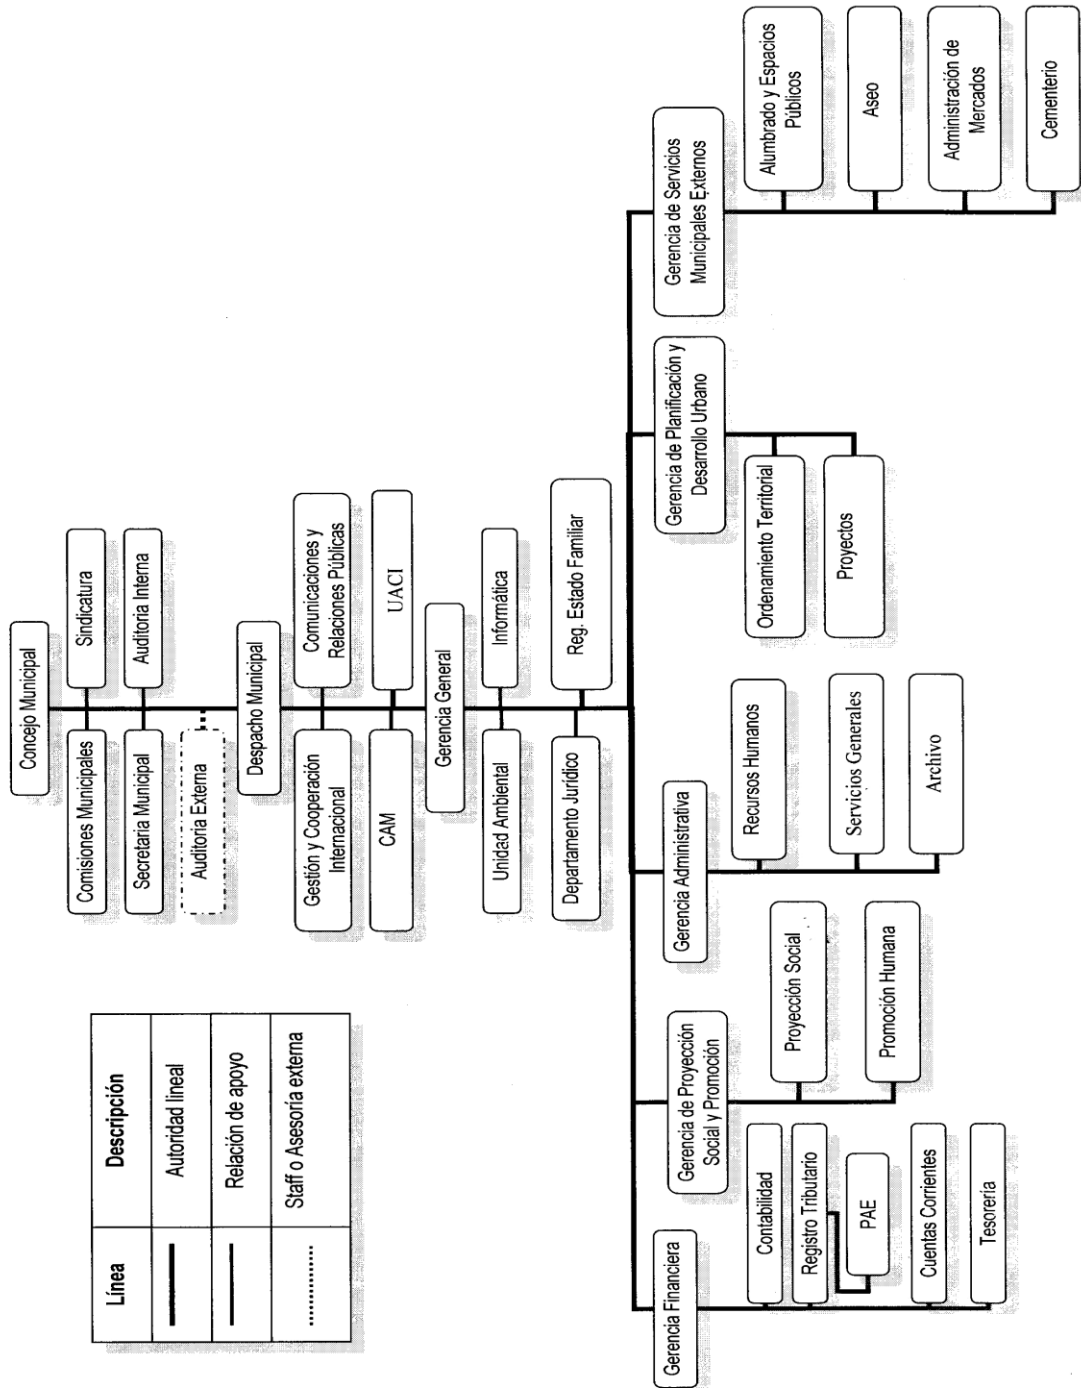 Concejo Municipal
Comisiones Municipales
Sindicatura
Secretaria Municipal
Auditoria Interna
Auditoria Externa
Despacho Municipal
Gestión y Cooperación
Internacional
Comunicaciones y
Relaciones Públicas
CAM
UACI
Gerencia General
Unidad Ambiental
Informática
Departamento Jurídico
Reg. Estado Familiar
Línea
Descripción
Autoridad lineal
Relación de apoyo
Staff o Asesoría externa
Gerencia Financiera
Contabilidad
Registro Tributario
PAE
Cuentas Corrientes
Tesorería
Gerencia de Proyección
Social y Promoción
Proyección Social
Promoción Humana
Gerencia Administrativa
Recursos Humanos
Servicios Generales
Archivo
Gerencia de Planificación y
Desarrollo Urbano
Ordenamiento Territorial
Proyectos
Gerencia de Servicios
Municipales Externos
Alumbrado y Espacios
Públicos
Aseo
Administración de
Mercados
Cementerio